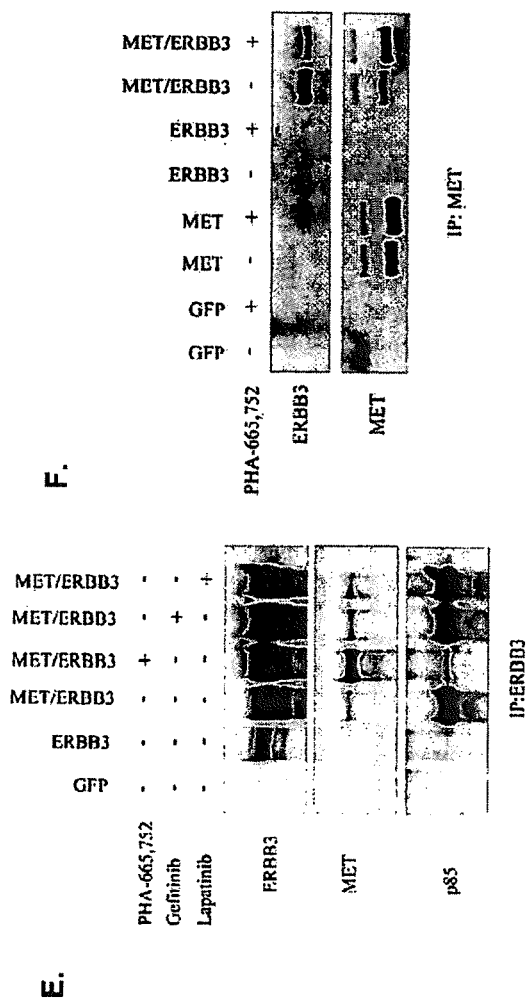 F.
MET/ERBB3 +
MET/ERBB3 -
ERBB3 +
ERBB3 -
MET +
MET -
GFP +
GFP -
PHA-665,752
ERBB3
MET
IP: MET
E.
MET/ERBB3 - - +
MET/ERBB3 - + -
MET/ERBB3 + - -
MET/ERBB3 - - -
ERBB3 - - -
GFP - - -
PHA-665,752
Gefitinib
Lapatinib
ERBB3
MET
p85
IP:ERBB3